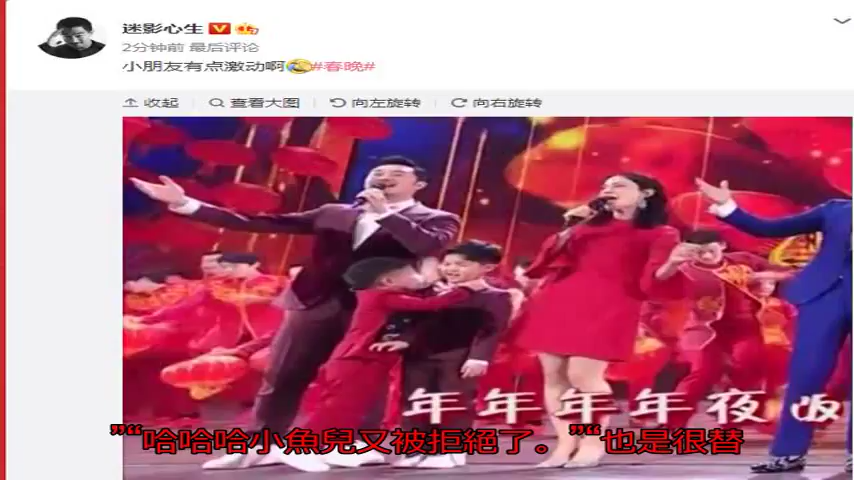 迷影心生
2分钟前 最后评论
小朋友有点激动啊#春晚#
收起 查看大图 向左旋转 向右旋转
年年年年夜饭
”“哈哈哈小魚兒又被拒絕了。”“也是很替